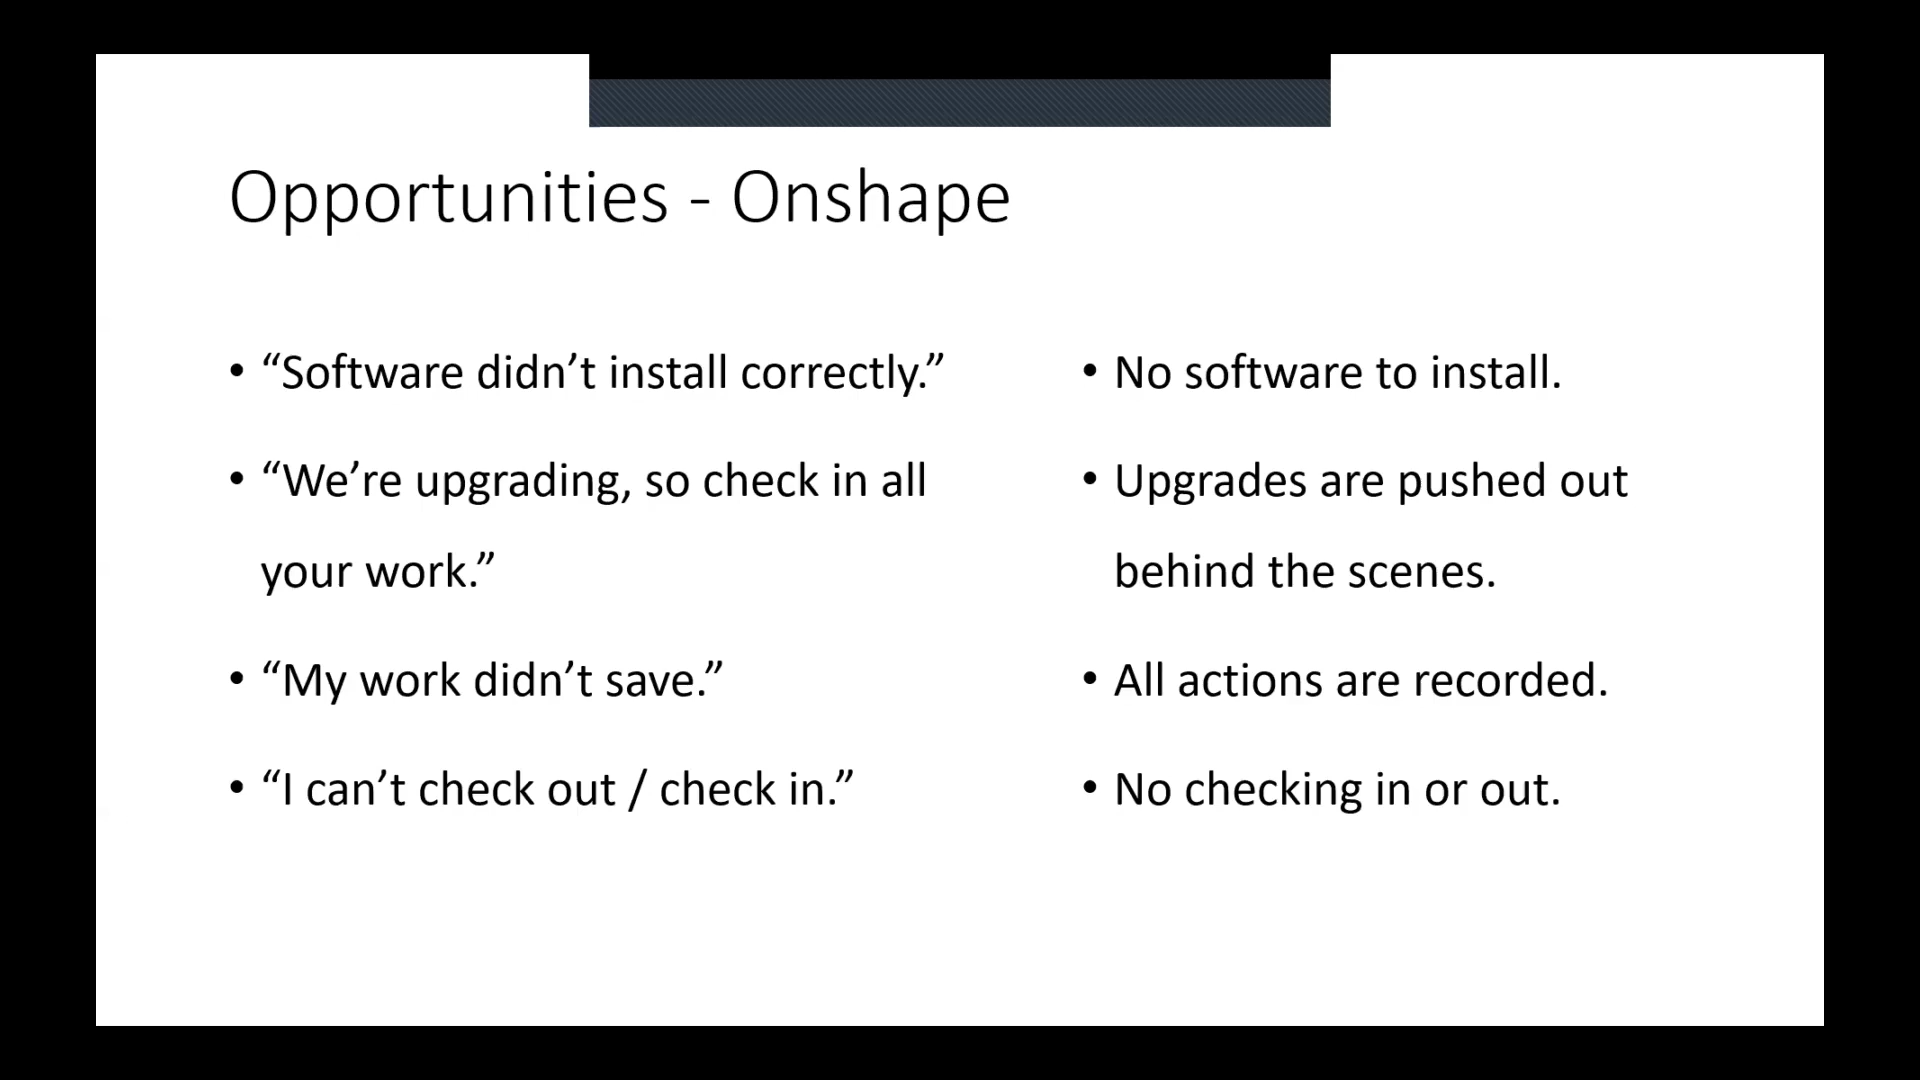 Opportunities - Onshape
• “Software didn’t install correctly.”
• “We’re upgrading, so check in all
your work.”
• “My work didn’t save.”
• “I can’t check out / check in.”
• No software to install.
• Upgrades are pushed out
behind the scenes.
• All actions are recorded.
• No checking in or out.